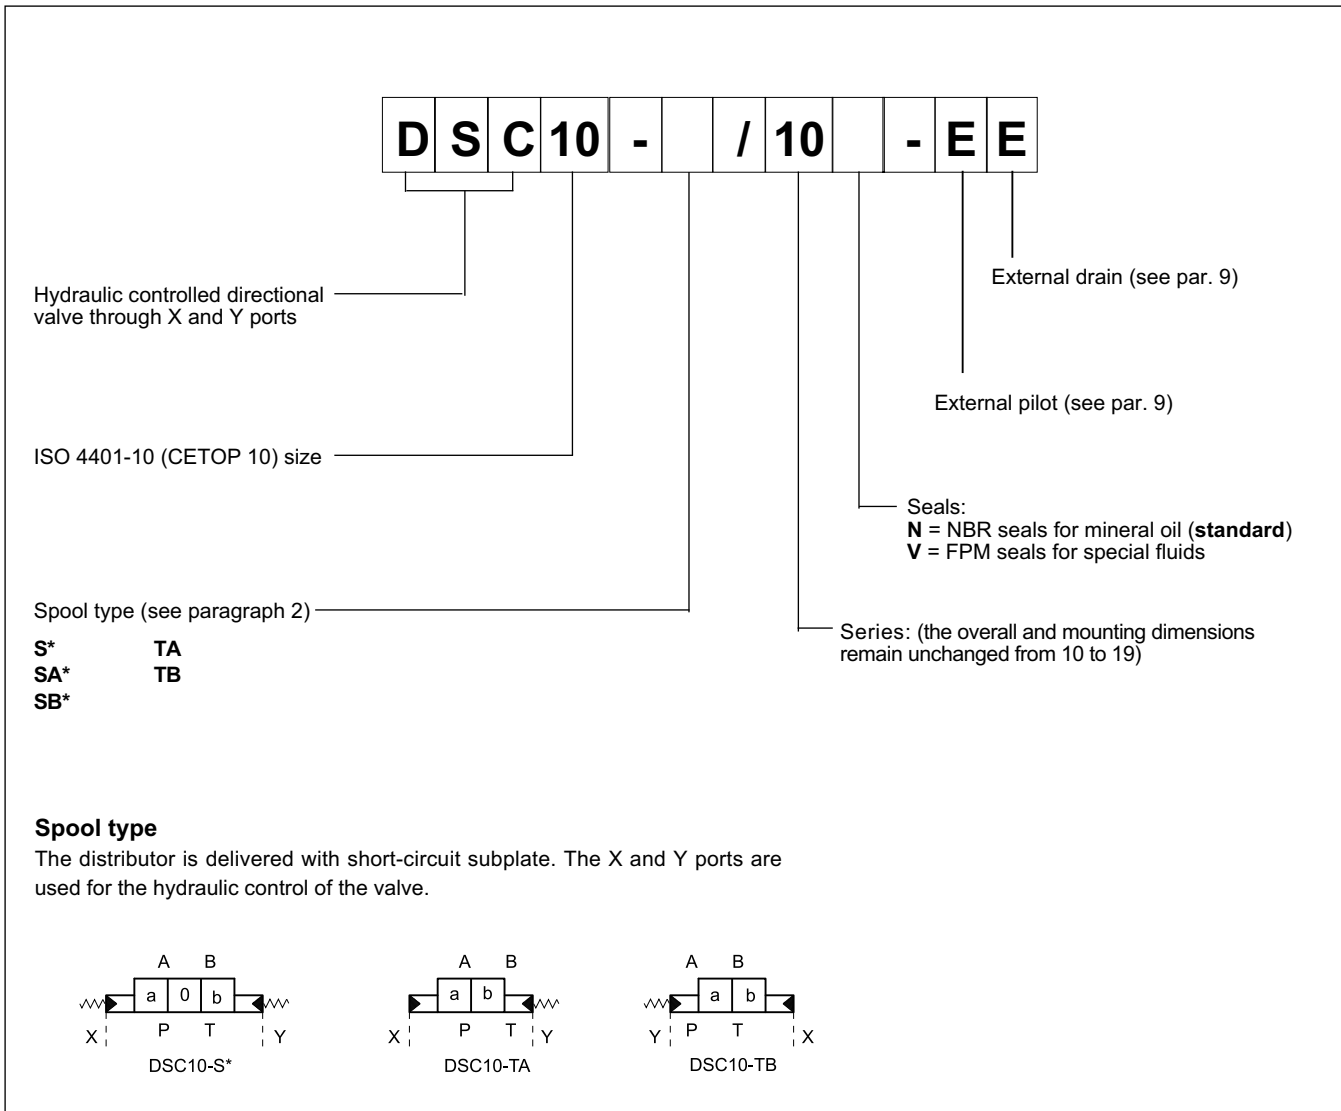 D S C 10 - / 10 - E E
External drain (see par. 9)
Hydraulic controlled directional
valve through X and Y ports
External pilot (see par. 9)
ISO 4401-10 (CETOP 10) size
Seals:
N = NBR seals for mineral oil (standard)
V = FPM seals for special fluids
Spool type (see paragraph 2)
S* TA
SA* TB
SB*
Series: (the overall and mounting dimensions
remain unchanged from 10 to 19)
Spool type
The distributor is delivered with short-circuit subplate. The X and Y ports are
used for the hydraulic control of the valve.
A B
a 0 b
X P T Y
DSC10-S*
A B
a b
X P T Y
DSC10-TA
A B
a b
Y P T X
DSC10-TB